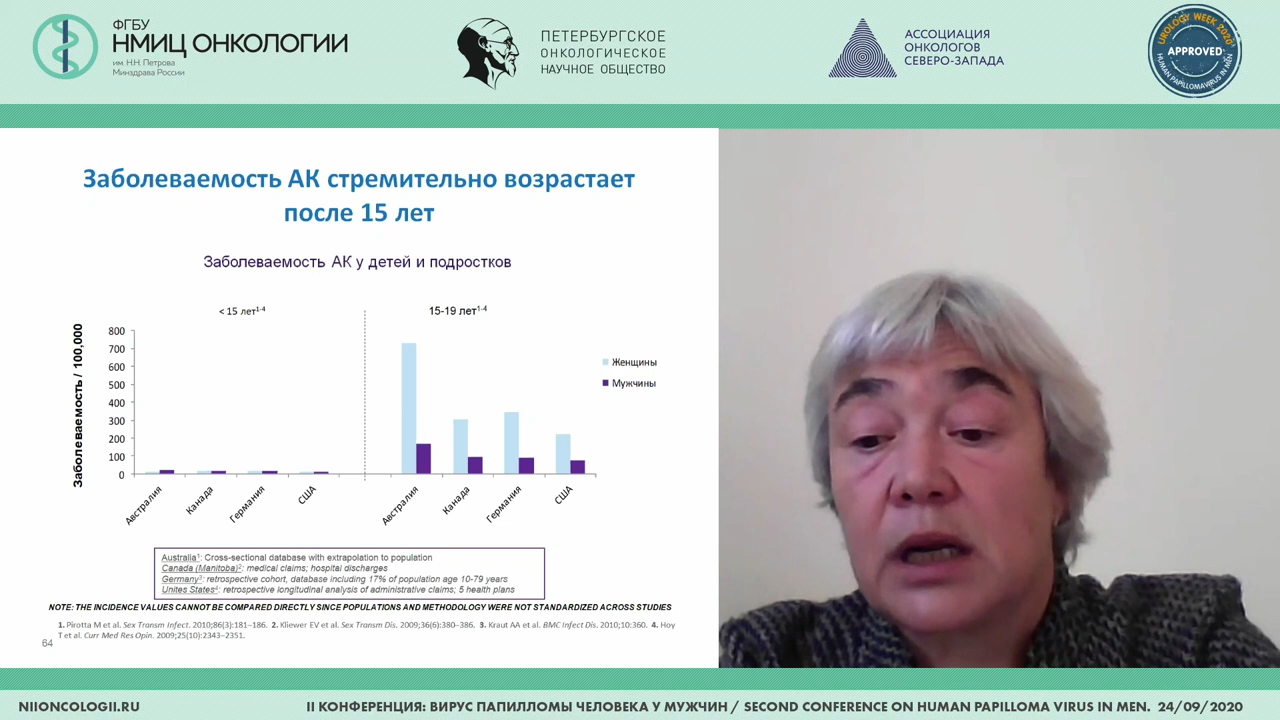 ФГБУ
НМИЦ ОНКОЛОГИИ
им. Н.Н. Петрова
Минздрава России
ПЕТЕРБУРГСКОЕ
ОНКОЛОГИЧЕСКОЕ
НАУЧНОЕ ОБЩЕСТВО
АССОЦИАЦИЯ
ОНКОЛОГОВ
СЕВЕРО-ЗАПАДА
UROLOGY WEEK 2020
APPROVED
HUMAN PAPILLOMAVIRUS IN MEN
Заболеваемость АК стремительно возрастает
после 15 лет
Заболеваемость АК у детей и подростков
< 15 лет1-4
15-19 лет1-4
Заболеваемость / 100,000
800
700
600
500
400
300
200
100
0
Женщины
Мужчины
Австралия
Канада
Германия
США
Австралия
Канада
Германия
США
Australia1: Cross-sectional database with extrapolation to population
Canada (Manitoba)2: medical claims; hospital discharges
Germany3: retrospective cohort, database including 17% of population age 10-79 years
Unites States4: retrospective longitudinal analysis of administrative claims; 5 health plans
NOTE: THE INCIDENCE VALUES CANNOT BE COMPARED DIRECTLY SINCE POPULATIONS AND METHODOLOGY WERE NOT STANDARDIZED ACROSS STUDIES
1. Pirotta M et al. Sex Transm Infect. 2010;86(3):181–186. 2. Kliewer EV et al. Sex Transm Dis. 2009;36(6):380–386. 3. Kraut AA et al. BMC Infect Dis. 2010;10:360. 4. Hoy
T et al. Curr Med Res Opin. 2009;25(10):2343–2351.
64
NIIONCOLOGII.RU
II КОНФЕРЕНЦИЯ: ВИРУС ПАПИЛЛОМЫ ЧЕЛОВЕКА У МУЖЧИН / SECOND CONFERENCE ON HUMAN PAPILLOMA VIRUS IN MEN. 24/09/2020